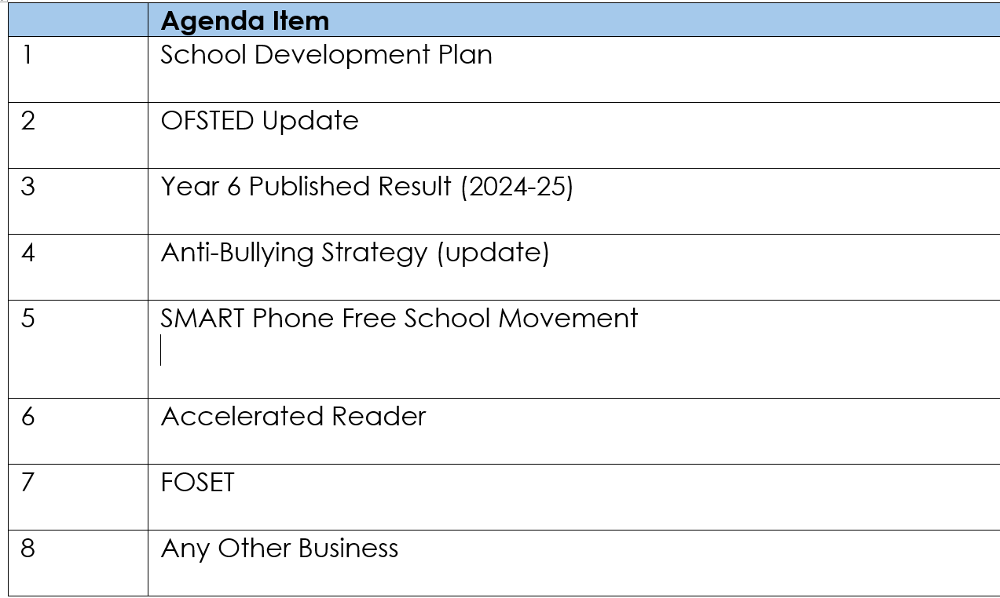 Agenda Item
1 School Development Plan
2 OFSTED Update
3 Year 6 Published Result (2024-25)
4 Anti-Bullying Strategy (update)
5 SMART Phone Free School Movement
6 Accelerated Reader
7 FOSET
8 Any Other Business